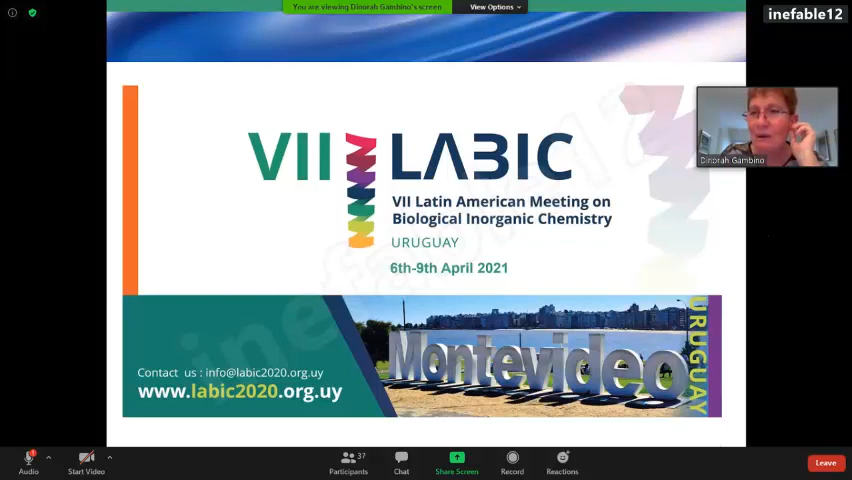 You are viewing Dinorah Gambino's screen
View Options
inefable12
VII LABIC
VII Latin American Meeting on
Biological Inorganic Chemistry
URUGUAY
6th-9th April 2021
Dinorah Gambino
inefable12
Contact us : info@labic2020.org.uy
www.labic2020.org.uy
Montevideo
URUGUAY
Audio
Start Video
Participants
37
Chat
Share Screen
Record
Reactions
Leave